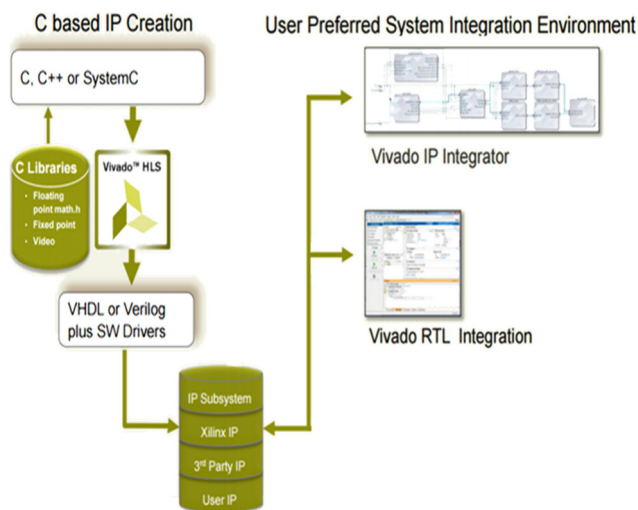 C based IP Creation
User Preferred System Integration Environment
C, C++ or SystemC
C Libraries
• Floating
point math.h
• Fixed point
• Video
Vivado™ HLS
VHDL or Verilog
plus SW Drivers
IP Subsystem
Xilinx IP
3rd Party IP
User IP
Vivado IP Integrator
Vivado RTL Integration